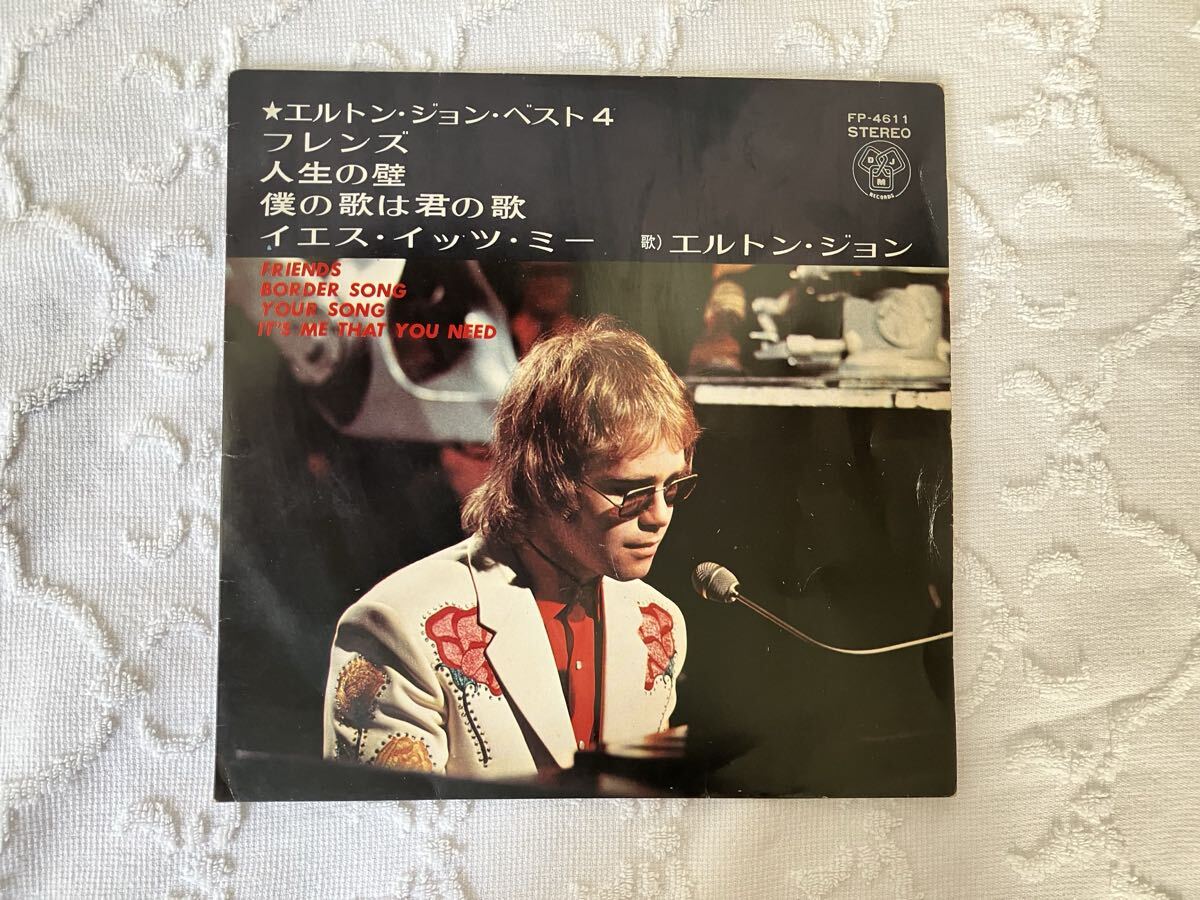 ★エルトン・ジョン・ベスト4
フレンズ
人生の壁
僕の歌は君の歌
イエス・イッツ・ミー
歌）エルトン・ジョン
FP-4611
STEREO
DJM
RECORDS
FRIENDS
BORDER SONG
YOUR SONG
IT'S ME THAT YOU NEED